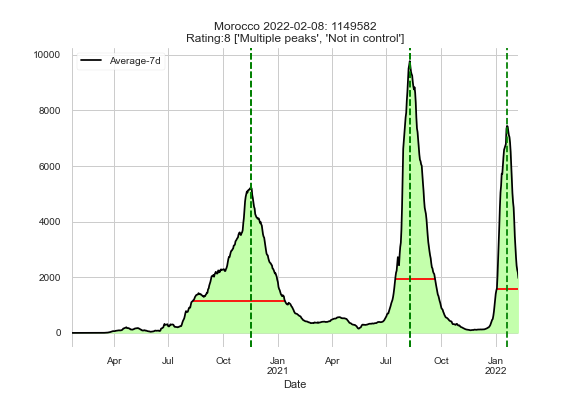 Morocco 2022-02-08: 1149582
Rating:8 ['Multiple peaks', 'Not in control']
Average-7d
10000
8000
6000
4000
2000
0
Apr
Jul
Oct
Jan
2021
Apr
Jul
Oct
Jan
2022
Date